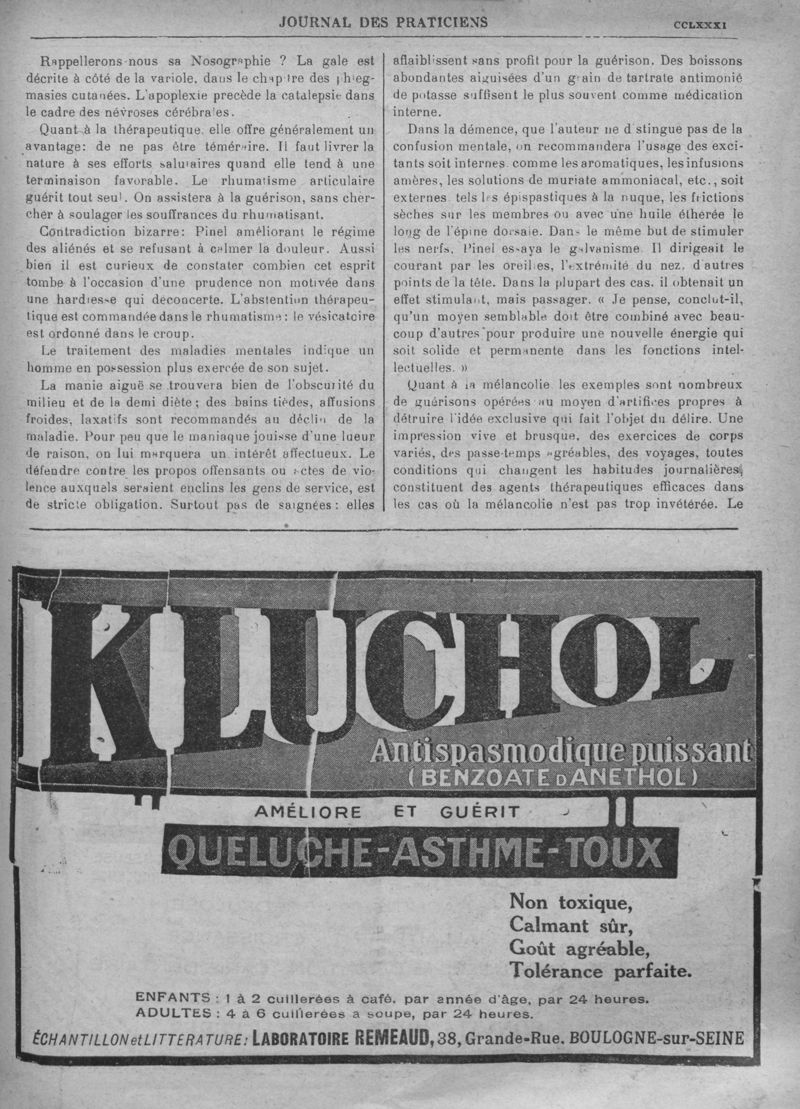 JOURNAL DES PRATICIENS
CCLXXXI
Rappellerons-nous sa Nosographie ? La gale est
décrite à côté de la variole, dans le chapitre des phleg-
masies cutanées. L'apoplexie precède la catalepsie dans
le cadre des névroses cérébrales.
Quant à la thérapeutique, elle offre généralement un
avantage: de ne pas être téméraire. Il faut livrer la
nature à ses efforts salutaires quand elle tend à une
terminaison favorable. Le rhumatisme articulaire
guérit tout seul. On assistera à la guérison, sans cher-
cher à soulager les souffrances du rhumatisant.
Contradiction bizarre: Pinel améliorant le régime
des aliénés et se refusant à calmer la douleur. Aussi
bien il est curieux de constater combien cet esprit
tombe à l'occasion d'une prudence non motivée dans
une hardiesse qui déconcerte. L'abstention thérapeu-
tique est commandée dans le rhumatisme : le vésicatoire
est ordonné dans le croup.
Le traitement des maladies mentales indique un
homme en possession plus exercée de son sujet.
La manie aiguë se trouvera bien de l'obscurité du
milieu et de la demi diète ; des bains tièdes, affusions
froides, laxatifs sont recommandés au déclin de la
maladie. Pour peu que le maniaque jouisse d'une lueur
de raison, on lui marquera un intérêt affectueux. Le
défendre contre les propos offensants ou actes de vio-
lence auxquels seraient enclins les gens de service, est
de stricte obligation. Surtout pas de saignées : elles
affaiblissent sans profit pour la guérison. Des boissons
abondantes aiguisées d'un grain de tartrate antimonié
de potasse suffisent le plus souvent comme médication
interne.
Dans la démence, que l'auteur ne distingue pas de la
confusion mentale, on recommandera l'usage des exci-
tants soit internes, comme les aromatiques, les infusions
amères, les solutions de muriate ammoniacal, etc., soit
externes tels les épispastiques à la nuque, les frictions
sèches sur les membres ou avec une huile éthérée le
long de l'épine dorsale. Dans le même but de stimuler
les nerfs, Pinel essaya le galvanisme. Il dirigeait le
courant par les oreilles, l'extrémité du nez, d'autres
points de la tête. Dans la plupart des cas, il obtenait un
effet stimulant, mais passager. « Je pense, conclut-il,
qu'un moyen semblable doit être combiné avec beau-
coup d'autres pour produire une nouvelle énergie qui
soit solide et permanente dans les fonctions intel-
lectuelles. »
Quant à la mélancolie les exemples sont nombreux
de guérisons opérées au moyen d'artifices propres à
détruire l'idée exclusive qui fait l'objet du délire. Une
impression vive et brusque, des exercices de corps
variés, des passe-temps agréables, des voyages, toutes
conditions qui changent les habitudes journalières,
constituent des agents thérapeutiques efficaces dans
les cas où la mélancolie n'est pas trop invétérée. Le
KLUCHOL
Antispasmodique puissant
(BENZOATE D'ANETHOL)
AMÉLIORE ET GUÉRIT
QUELUCHE-ASTHME-TOUX
Non toxique,
Calmant sûr,
Goût agréable,
Tolérance parfaite.
ENFANTS : 1 à 2 cuillerées à café, par année d'âge, par 24 heures.
ADULTES : 4 à 6 cuillerées a soupe, par 24 heures.
ÉCHANTILLON et LITTERATURE: LABORATOIRE REMEAUD, 38, Grande-Rue. BOULOGNE-sur-SEINE